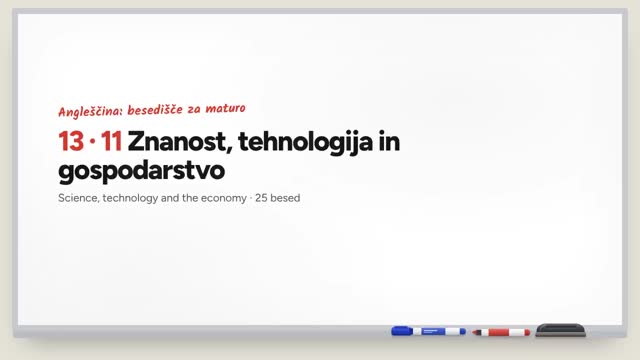 Angleščina: besedišče za maturo
13 · 11 Znanost, tehnologija in
gospodarstvo
Science, technology and the economy · 25 besed